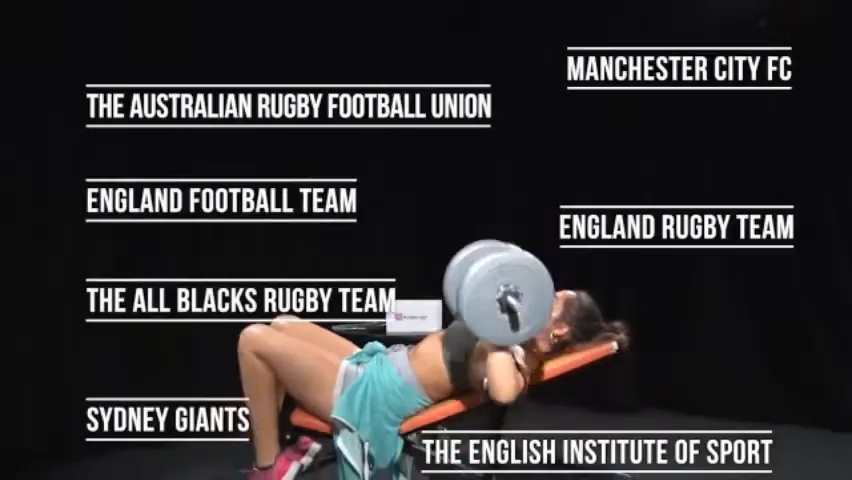 MANCHESTER CITY FC
THE AUSTRALIAN RUGBY FOOTBALL UNION
ENGLAND FOOTBALL TEAM
ENGLAND RUGBY TEAM
THE ALL BLACKS RUGBY TEAM
SYDNEY GIANTS
THE ENGLISH INSTITUTE OF SPORT